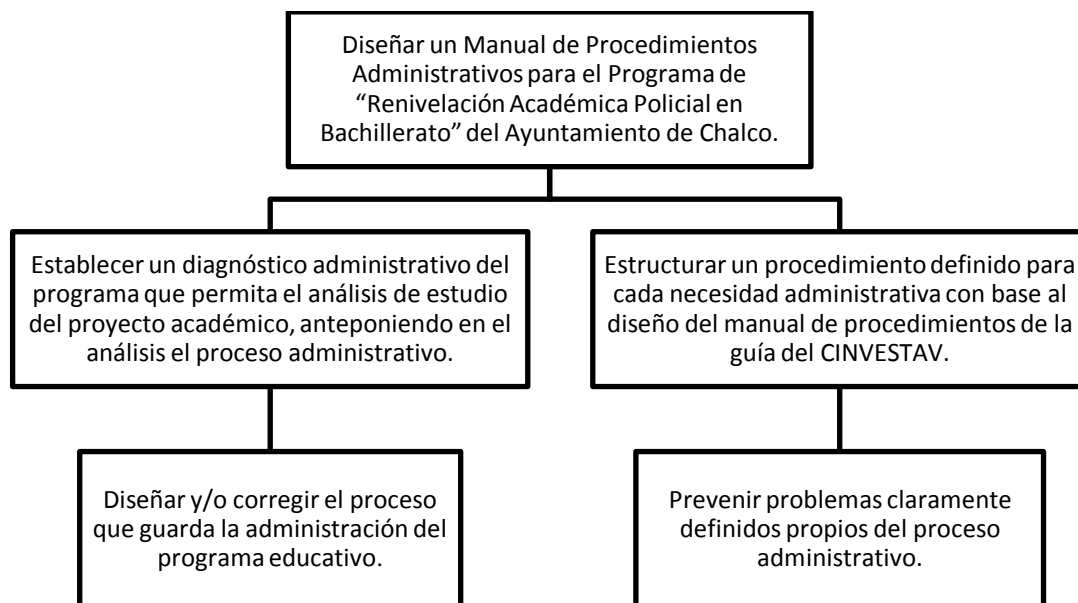 Diseñar un Manual de Procedimientos
Administrativos para el Programa de
“Renivelación Académica Policial en
Bachillerato” del Ayuntamiento de Chalco.
Establecer un diagnóstico administrativo del
programa que permita el análisis de estudio
del proyecto académico, anteponiendo en el
análisis el proceso administrativo.
Estructurar un procedimiento definido para
cada necesidad administrativa con base al
diseño del manual de procedimientos de la
guía del CINVESTAV.
Diseñar y/o corregir el proceso
que guarda la administración del
programa educativo.
Prevenir problemas claramente
definidos propios del proceso
administrativo.